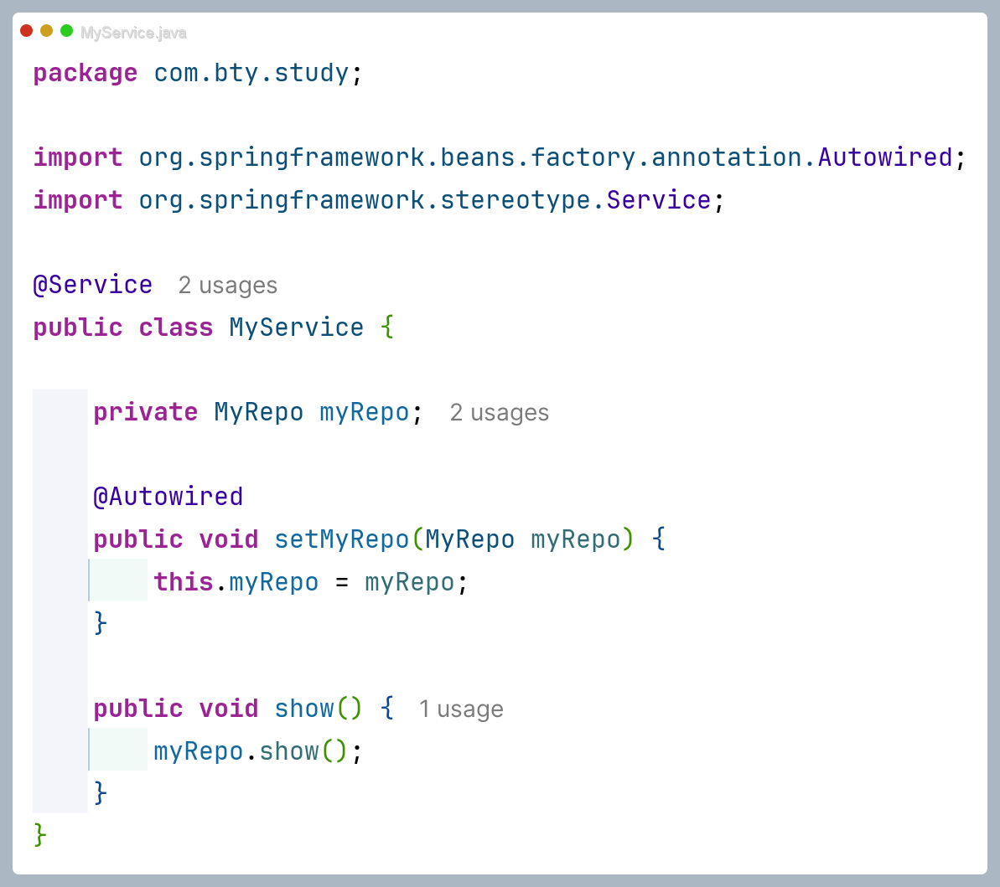 MyService.java
package com.bty.study;
import org.springframework.beans.factory.annotation.Autowired;
import org.springframework.stereotype.Service;
@Service 2 usages
public class MyService {
private MyRepo myRepo; 2 usages
@Autowired
public void setMyRepo(MyRepo myRepo) {
this.myRepo = myRepo;
}
public void show() { 1 usage
myRepo.show();
}
}